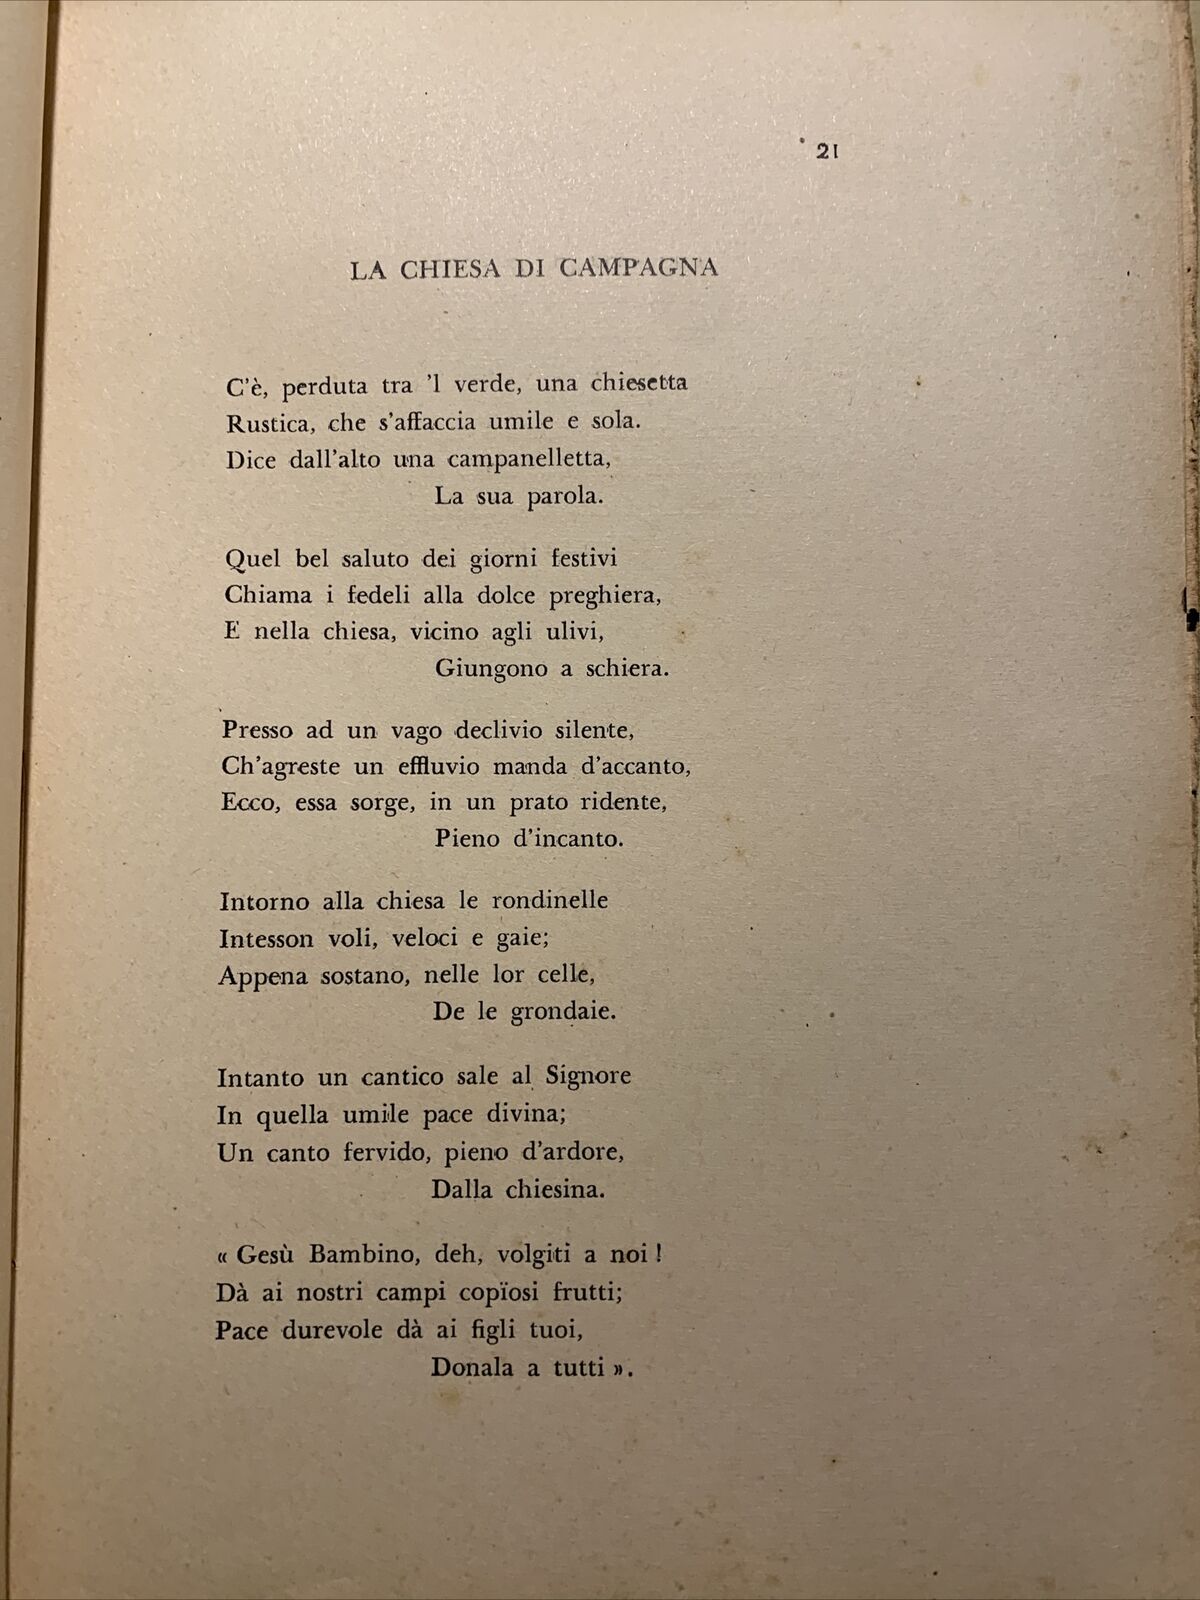 21
LA CHIESA DI CAMPAGNA
C'è, perduta tra 'l verde, una chiesetta
Rustica, che s'affaccia umile e sola.
Dice dall'alto una campanelletta,
La sua parola.
Quel bel saluto dei giorni festivi
Chiama i fedeli alla dolce preghiera,
E nella chiesa, vicino agli ulivi,
Giungono a schiera.
Presso ad un vago declivio silente,
Ch'agreste un effluvio manda d'accanto,
Ecco, essa sorge, in un prato ridente,
Pieno d'incanto.
Intorno alla chiesa le rondinelle
Intesson voli, veloci e gaie;
Appena sostano, nelle lor celle,
De le grondaie.
Intanto un cantico sale al Signore
In quella umile pace divina;
Un canto fervido, pieno d'ardore,
Dalla chiesina.
« Gesù Bambino, deh, volgiti a noi !
Dà ai nostri campi copïosi frutti;
Pace durevole dà ai figli tuoi,
Donala a tutti ».